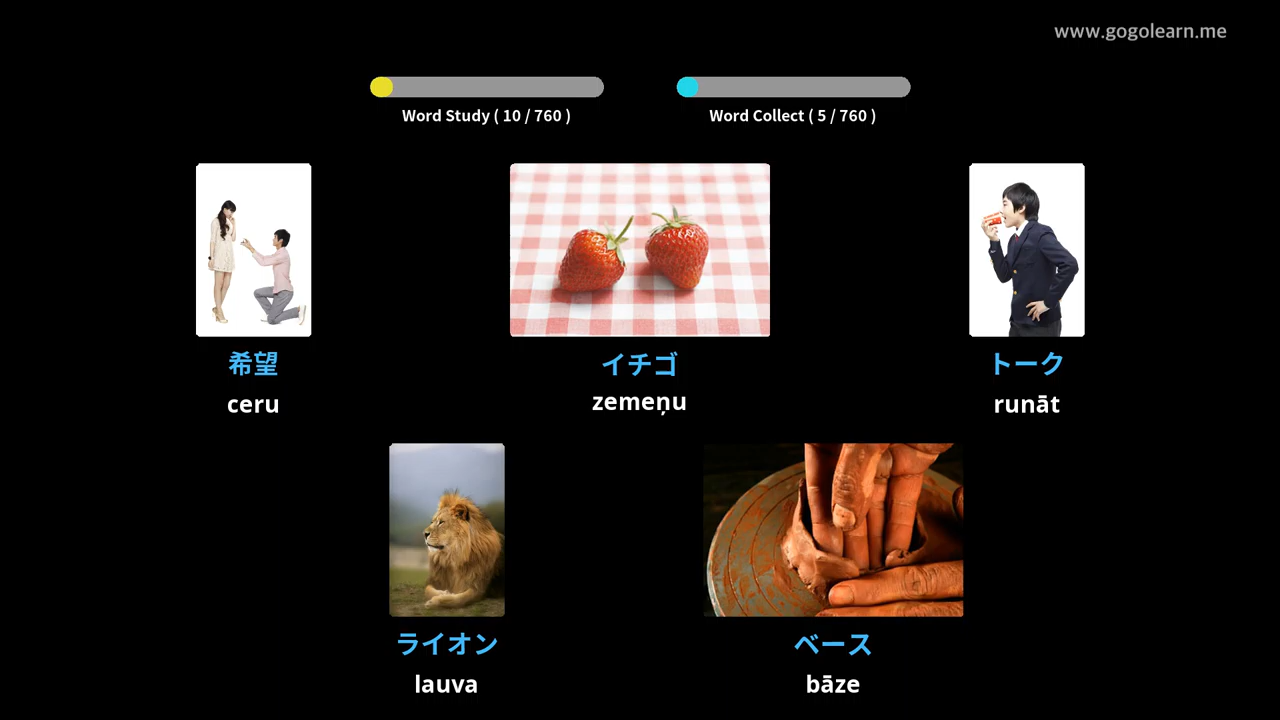 www.gogolearn.me
Word Study ( 10 / 760 )
Word Collect ( 5 / 760 )
希望
ceru
イチゴ
zemeņu
トーク
runāt
ライオン
lauva
ベース
bāze